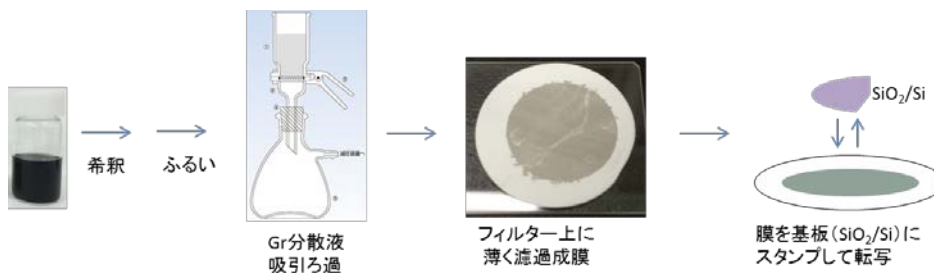 希釈
ふるい
Gr分散液
吸引ろ過
フィルター上に
薄く濾過成膜
SiO₂/Si
膜を基板(SiO₂/Si)に
スタンプして転写